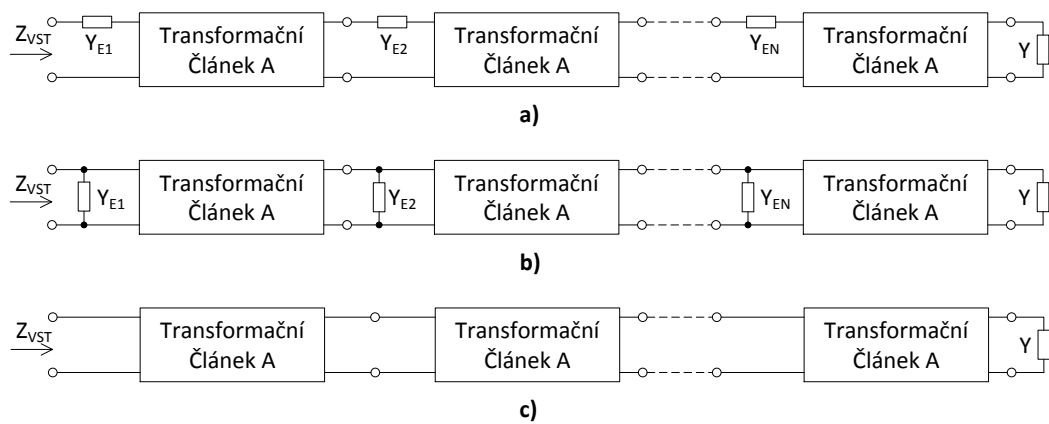 Z_VST Y_E1 Transformační Článek A Y_E2 Transformační Článek A Y_EN Transformační Článek A Y
a)
Z_VST Y_E1 Transformační Článek A Y_E2 Transformační Článek A Y_EN Transformační Článek A Y
b)
Z_VST Transformační Článek A Transformační Článek A Transformační Článek A Y
c)